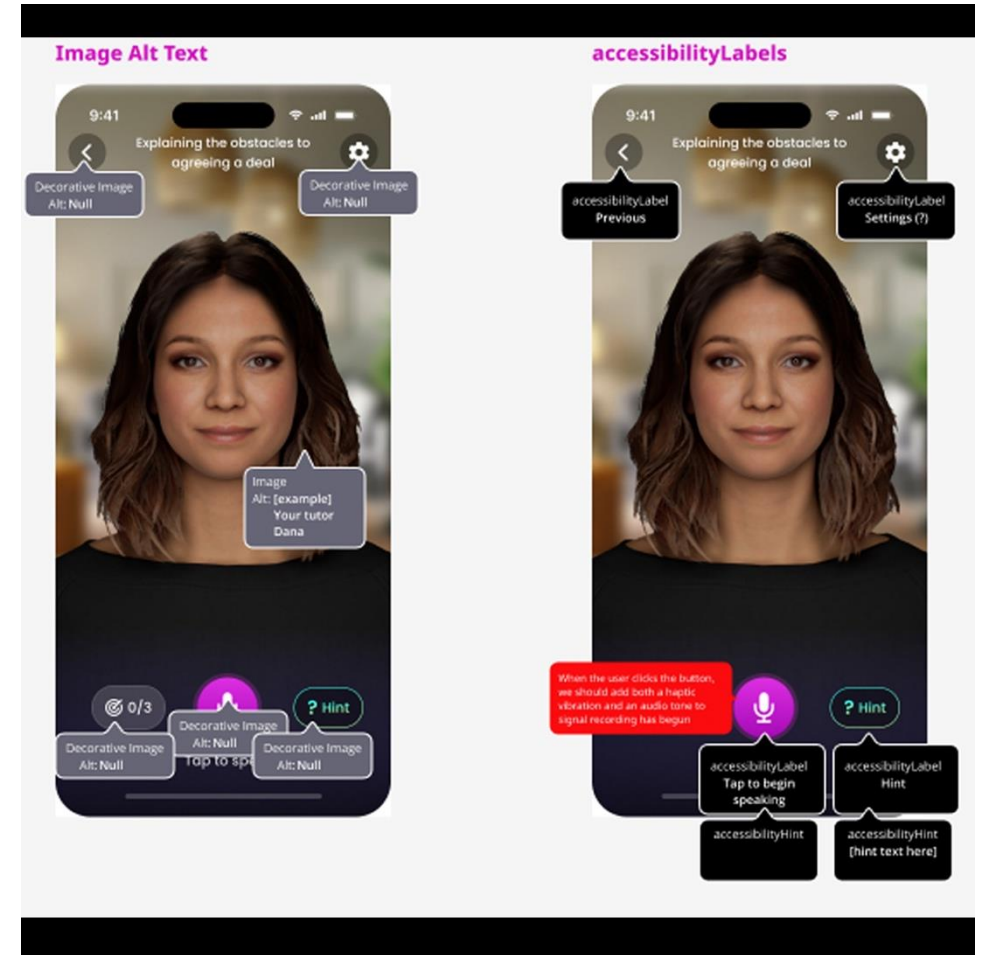 Image Alt Text
9:41
Explaining the obstacles to
agreeing a deal
Decorative Image
Alt: Null
Decorative Image
Alt: Null
Image
Alt: [example]
Your tutor
Dana
0/3
? Hint
Decorative Image
Alt: Null
Decorative Image
Alt: Null
Decorative Image
Alt: Null
Tap to
accessibilityLabels
9:41
Explaining the obstacles to
agreeing a deal
accessibilityLabel
Previous
accessibilityLabel
Settings (?)
When the user clicks the button,
we should add both a haptic
vibration and an audio tone to
signal recording has begun
? Hint
accessibilityLabel
Tap to begin
speaking
accessibilityLabel
Hint
accessibilityHint
accessibilityHint
[hint text here]